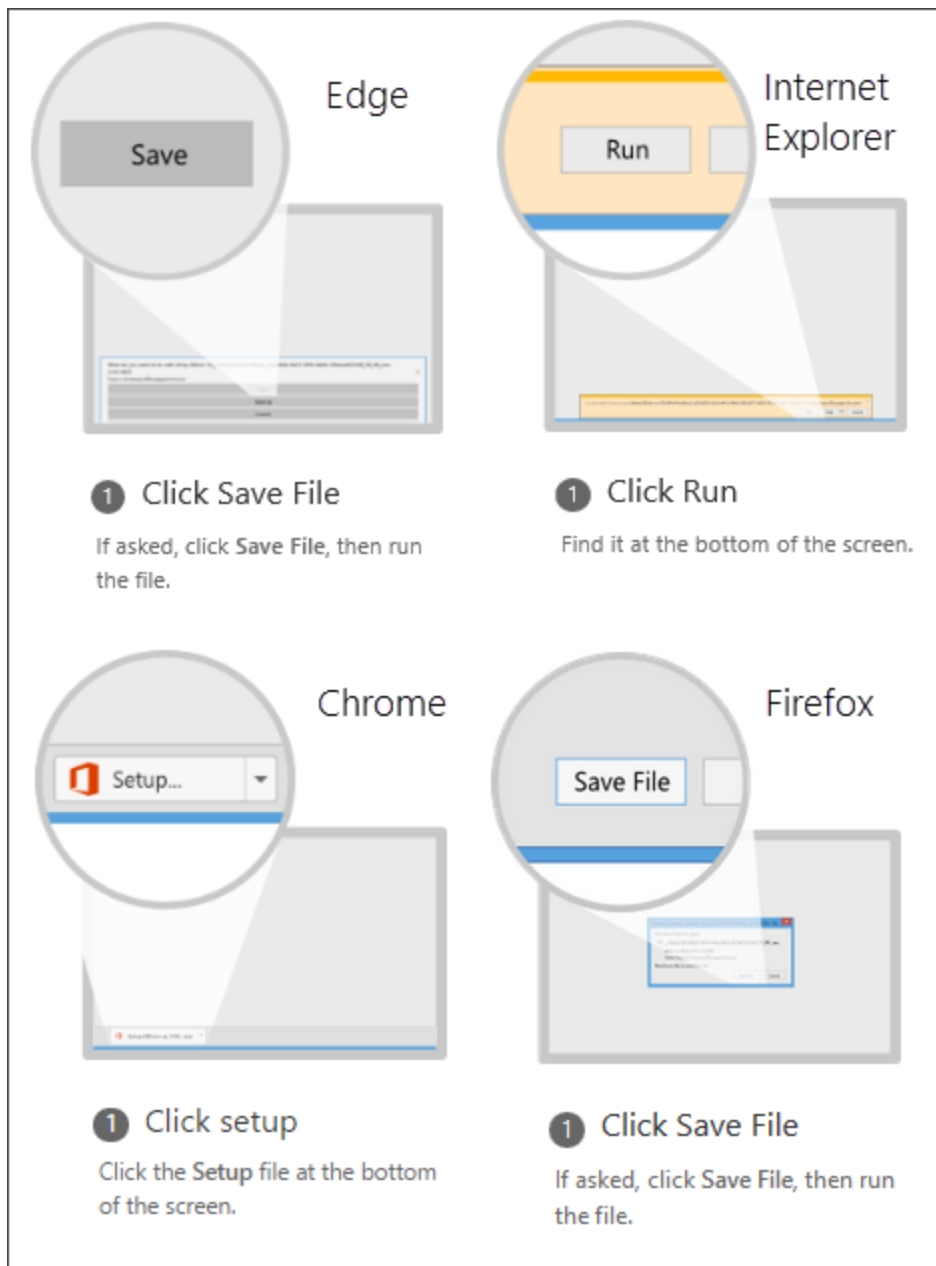 Edge
Save
1 Click Save File
If asked, click Save File, then run
the file.
Internet
Explorer
Run
1 Click Run
Find it at the bottom of the screen.
Chrome
Setup...
1 Click setup
Click the Setup file at the bottom
of the screen.
Firefox
Save File
1 Click Save File
If asked, click Save File, then run
the file.